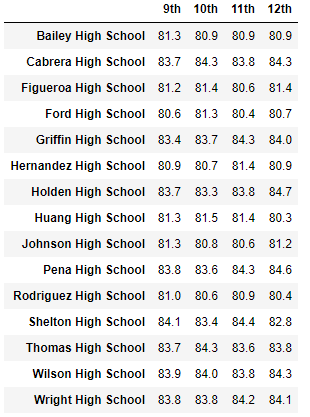 9th 10th 11th 12th
Bailey High School 81.3 80.9 80.9 80.9
Cabrera High School 83.7 84.3 83.8 84.3
Figueroa High School 81.2 81.4 80.6 81.4
Ford High School 80.6 81.3 80.4 80.7
Griffin High School 83.4 83.7 84.3 84.0
Hernandez High School 80.9 80.7 81.4 80.9
Holden High School 83.7 83.3 83.8 84.7
Huang High School 81.3 81.5 81.4 80.3
Johnson High School 81.3 80.8 80.6 81.2
Pena High School 83.8 83.6 84.3 84.6
Rodriguez High School 81.0 80.6 80.9 80.4
Shelton High School 84.1 83.4 84.4 82.8
Thomas High School 83.7 84.3 83.6 83.8
Wilson High School 83.9 84.0 83.8 84.3
Wright High School 83.8 83.8 84.2 84.1